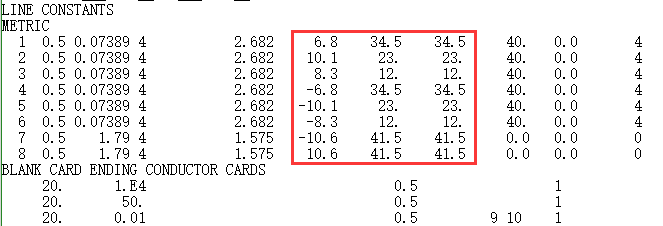 LINE CONSTANTS
METRIC
1 0.5 0.07389 4 2.682 6.8 34.5 34.5 40. 0.0 4
2 0.5 0.07389 4 2.682 10.1 23. 23. 40. 0.0 4
3 0.5 0.07389 4 2.682 8.3 12. 12. 40. 0.0 4
4 0.5 0.07389 4 2.682 -6.8 34.5 34.5 40. 0.0 4
5 0.5 0.07389 4 2.682 -10.1 23. 23. 40. 0.0 4
6 0.5 0.07389 4 2.682 -8.3 12. 12. 40. 0.0 4
7 0.5 1.79 4 1.575 -10.6 41.5 41.5 0.0 0.0 0
8 0.5 1.79 4 1.575 10.6 41.5 41.5 0.0 0.0 0
BLANK CARD ENDING CONDUCTOR CARDS
20. 1.E4 0.5 1
20. 50. 0.5 1
20. 0.01 0.5 9 10 1